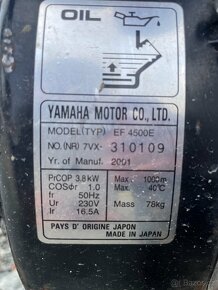 OIL
YAMAHA MOTOR CO., LTD.
MODEL(TYP) EF 4500E
NO.(NR) 7VX- 310109
Yr. of Manuf. 2001
PrCOP 3.8kW Max. 1000m
COSφr 1.0 Max. 40°C
fr 50Hz
Ur 230V Mass 78kg
Ir 16.5A
PAYS D' ORIGINE JAPON
MADE IN JAPAN